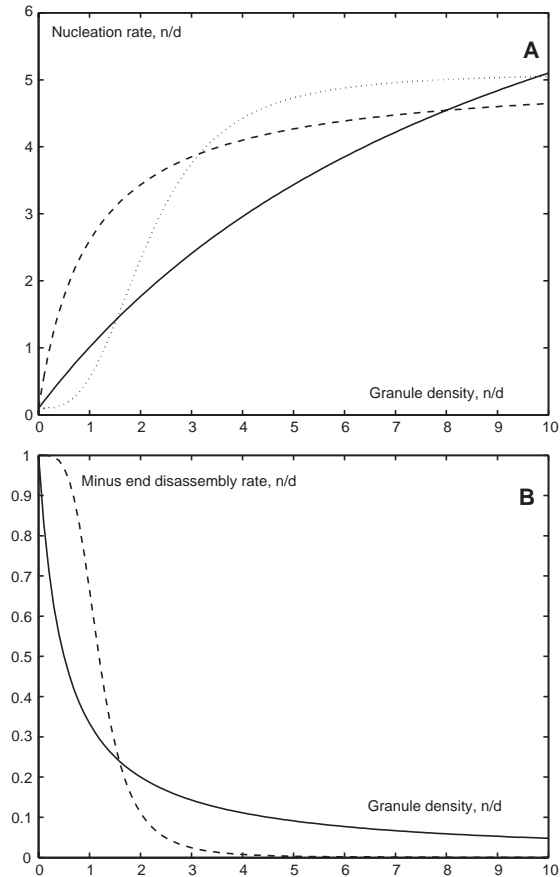 6
Nucleation rate, n/d
A
5
4
3
2
1
Granule density, n/d
0
0 1 2 3 4 5 6 7 8 9 10
1
Minus end disassembly rate, n/d
B
0.9
0.8
0.7
0.6
0.5
0.4
0.3
0.2
Granule density, n/d
0.1
0
0 1 2 3 4 5 6 7 8 9 10